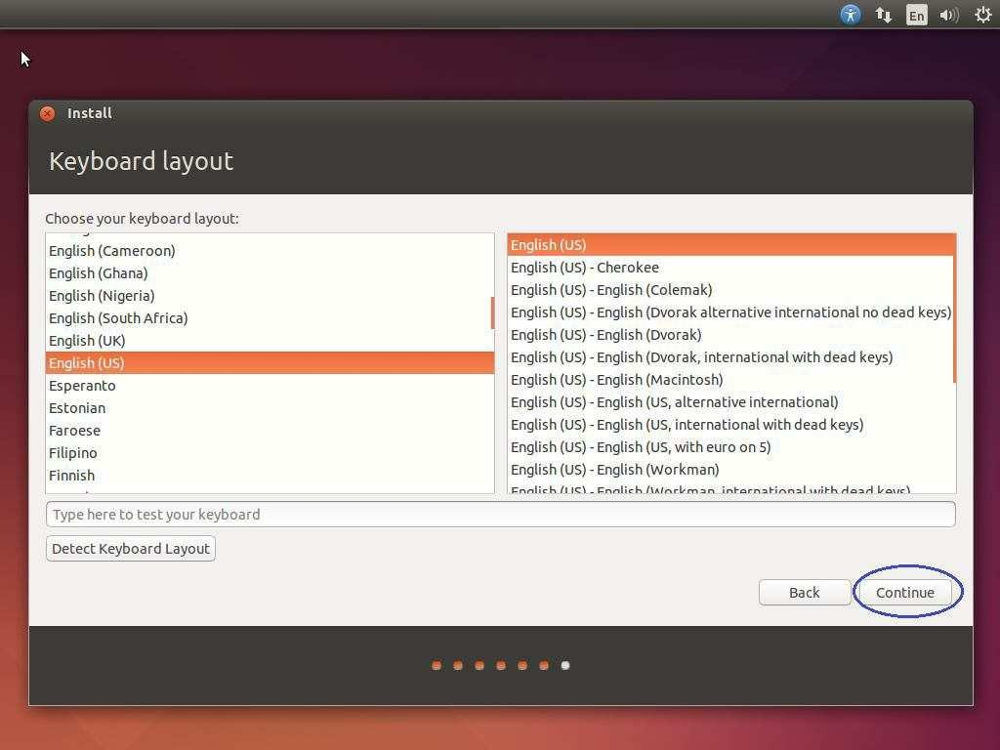 En
Install
Keyboard layout
Choose your keyboard layout:
English (Cameroon)
English (Ghana)
English (Nigeria)
English (South Africa)
English (UK)
English (US)
Esperanto
Estonian
Faroese
Filipino
Finnish
English (US)
English (US) - Cherokee
English (US) - English (Colemak)
English (US) - English (Dvorak alternative international no dead keys)
English (US) - English (Dvorak)
English (US) - English (Dvorak, international with dead keys)
English (US) - English (Macintosh)
English (US) - English (US, alternative international)
English (US) - English (US, international with dead keys)
English (US) - English (US, with euro on 5)
English (US) - English (Workman)
English (US) - English (Workman, international with dead keys)
Type here to test your keyboard
Detect Keyboard Layout
Back
Continue